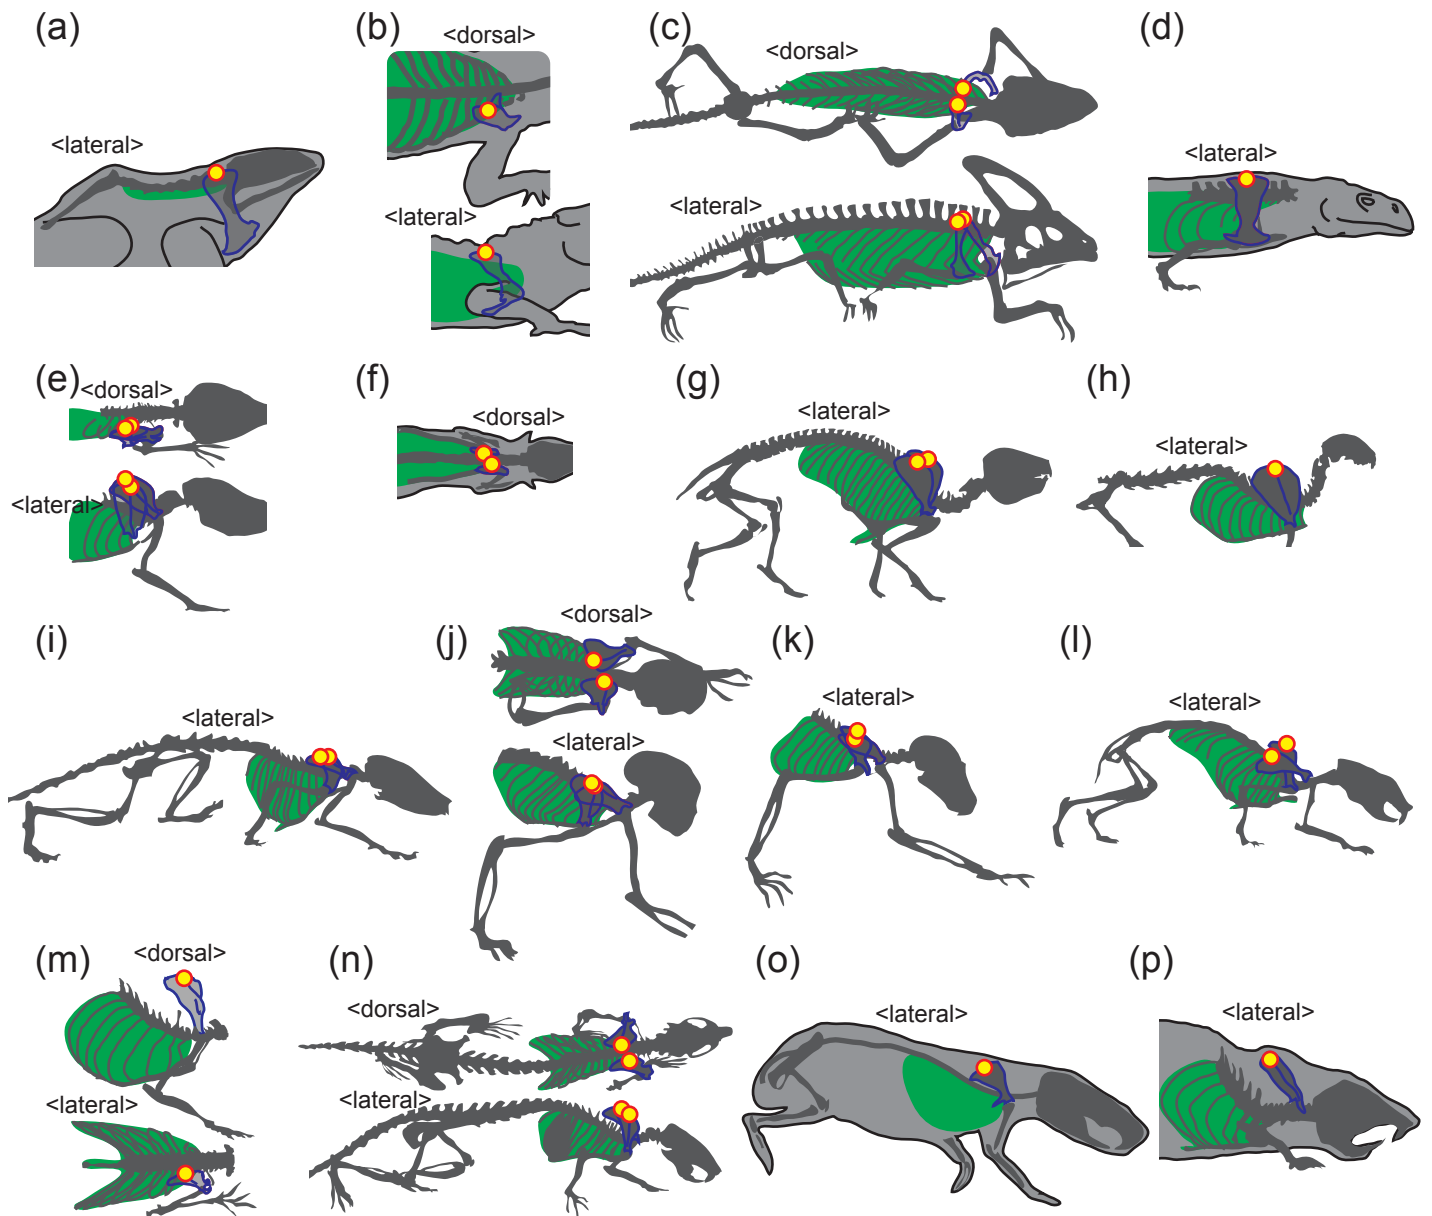 (a)
<lateral>
(b)
<dorsal>
<lateral>
(c)
<dorsal>
<lateral>
(d)
<lateral>
(e)
<dorsal>
<lateral>
(f)
<dorsal>
(g)
<lateral>
(h)
<lateral>
(i)
<lateral>
(j)
<dorsal>
<lateral>
(k)
<lateral>
(l)
<lateral>
(m)
<dorsal>
<lateral>
(n)
<dorsal>
<lateral>
(o)
<lateral>
(p)
<lateral>